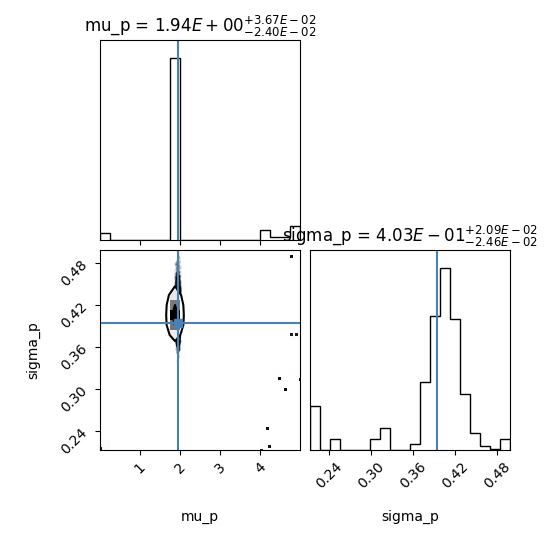 mu_p = 1.94E + 00+3.67E−02−2.40E−02
sigma_p = 4.03E − 01+2.09E−02−2.46E−02
0.48
0.42
0.36
0.30
0.24
sigma_p
1 2 3 4
0.24 0.30 0.36 0.42 0.48
mu_p
sigma_p